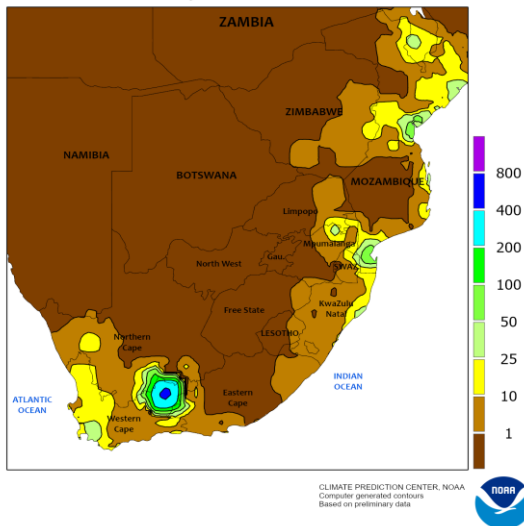 ZAMBIA
ZIMBABWE
NAMIBIA
BOTSWANA
MOZAMBIQUE
Limpopo
Mpumalanga
North West
Gau.
SWAZ.
Free State
KwaZulu
Natal
LESOTHO
Northern
Cape
Eastern
Cape
Western
Cape
ATLANTIC
OCEAN
INDIAN
OCEAN
800
400
200
100
50
25
10
1
CLIMATE PREDICTION CENTER, NOAA
Computer generated contours
Based on preliminary data
NOAA